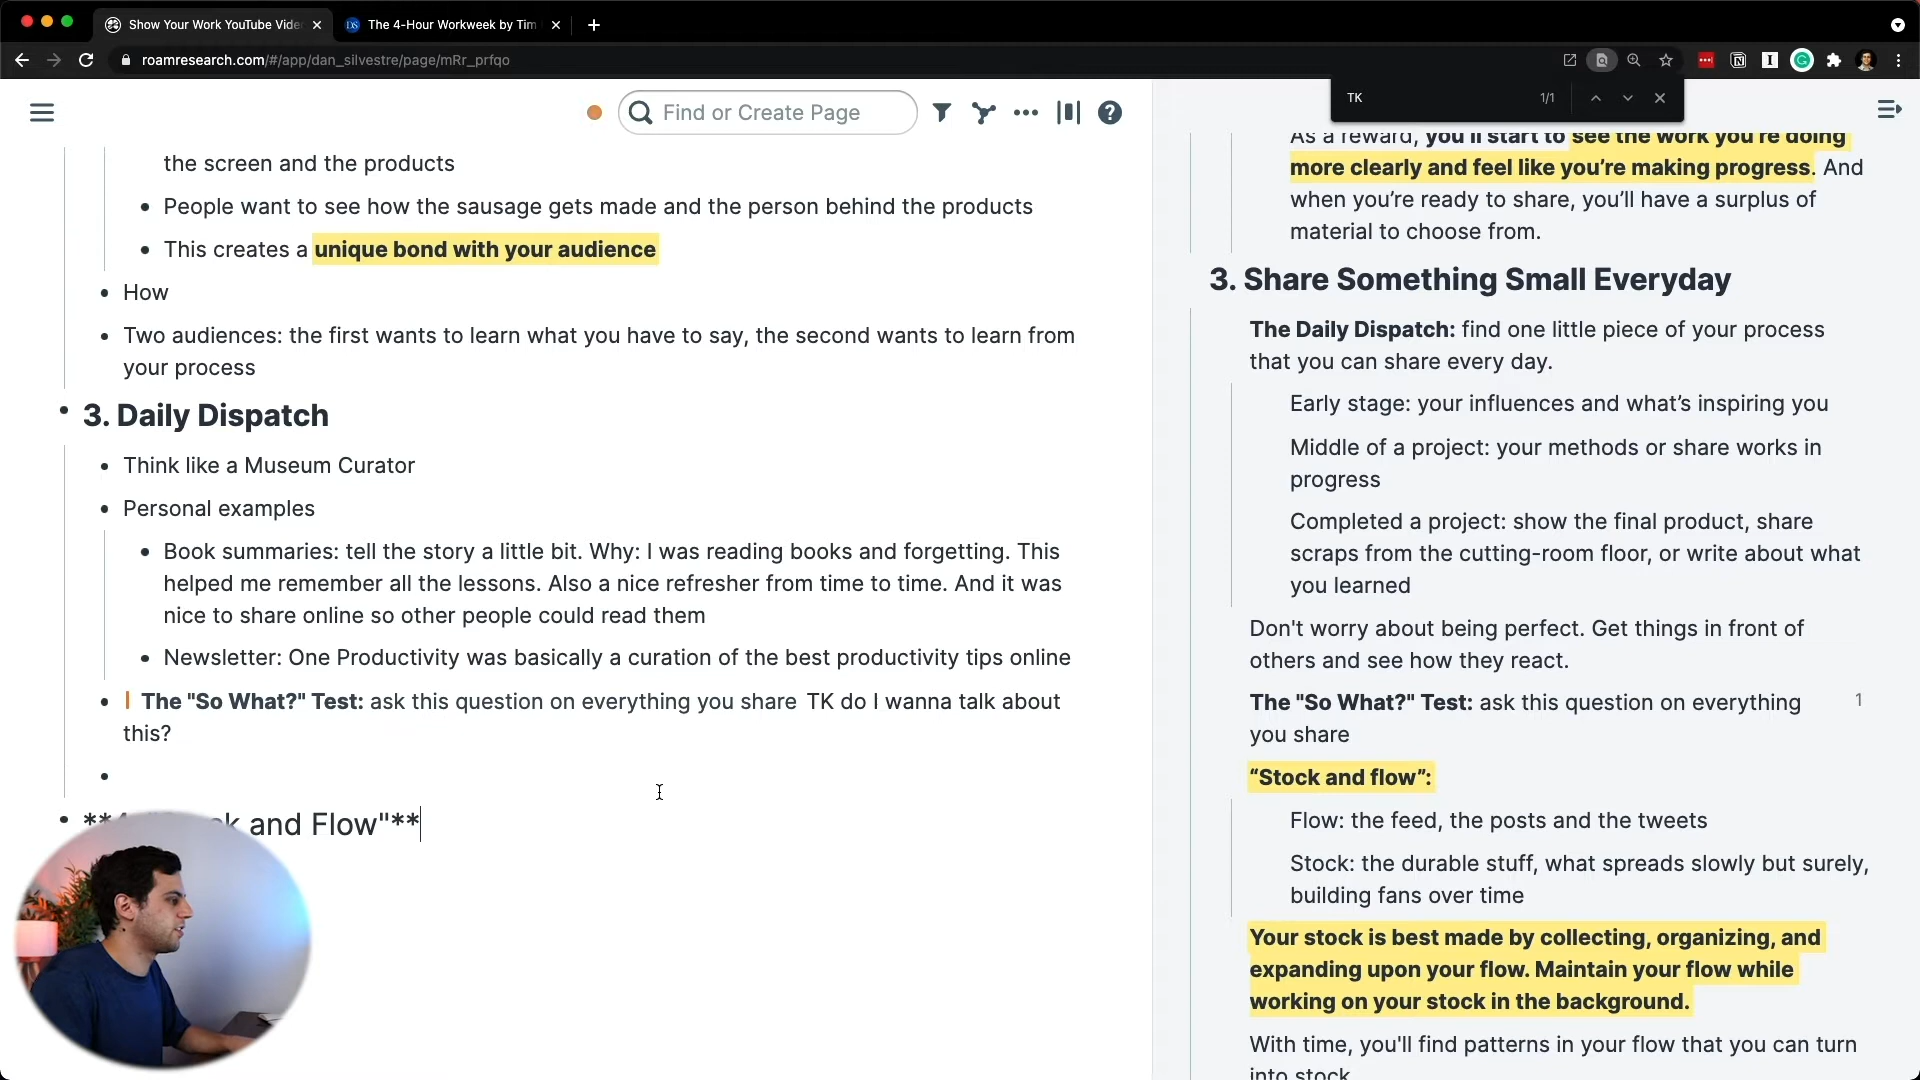 Show Your Work YouTube Vide
The 4-Hour Workweek by Tim
roamresearch.com/#/app/dan_silvestre/page/mRr_prfqo
TK
1/1
Find or Create Page
the screen and the products
People want to see how the sausage gets made and the person behind the products
This creates a unique bond with your audience
How
Two audiences: the first wants to learn what you have to say, the second wants to learn from
your process
3. Daily Dispatch
Think like a Museum Curator
Personal examples
Book summaries: tell the story a little bit. Why: I was reading books and forgetting. This
helped me remember all the lessons. Also a nice refresher from time to time. And it was
nice to share online so other people could read them
Newsletter: One Productivity was basically a curation of the best productivity tips online
The "So What?" Test: ask this question on everything you share TK do I wanna talk about
this?
and Flow"**
As a reward, you'll start to see the work you're doing
more clearly and feel like you’re making progress. And
when you’re ready to share, you’ll have a surplus of
material to choose from.
3. Share Something Small Everyday
The Daily Dispatch: find one little piece of your process
that you can share every day.
Early stage: your influences and what’s inspiring you
Middle of a project: your methods or share works in
progress
Completed a project: show the final product, share
scraps from the cutting-room floor, or write about what
you learned
Don't worry about being perfect. Get things in front of
others and see how they react.
The "So What?" Test: ask this question on everything
you share
1
“Stock and flow”:
Flow: the feed, the posts and the tweets
Stock: the durable stuff, what spreads slowly but surely,
building fans over time
Your stock is best made by collecting, organizing, and
expanding upon your flow. Maintain your flow while
working on your stock in the background.
With time, you'll find patterns in your flow that you can turn
into stock